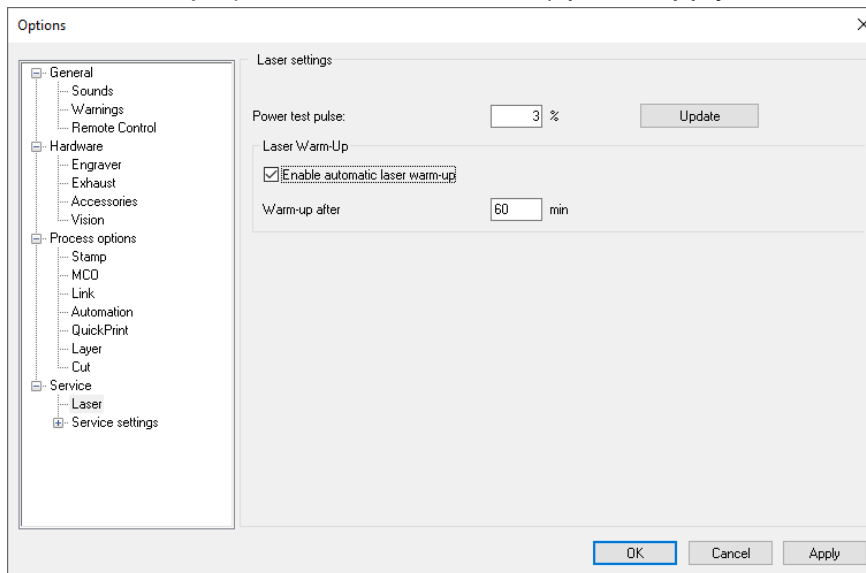 Options
General
Sounds
Warnings
Remote Control
Hardware
Engraver
Exhaust
Accessories
Vision
Process options
Stamp
MCO
Link
Automation
QuickPrint
Layer
Cut
Service
Laser
Service settings
Laser settings
Power test pulse: 3 % Update
Laser Warm-Up
Enable automatic laser warm-up
Warm-up after 60 min
OK Cancel Apply